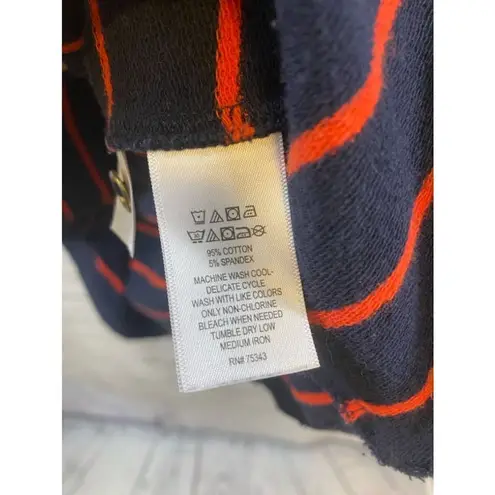 95% COTTON
5% SPANDEX
MACHINE WASH COOL-
DELICATE CYCLE
WASH WITH LIKE COLORS
ONLY NON-CHLORINE
BLEACH WHEN NEEDED
TUMBLE DRY LOW
MEDIUM IRON
RN# 75343